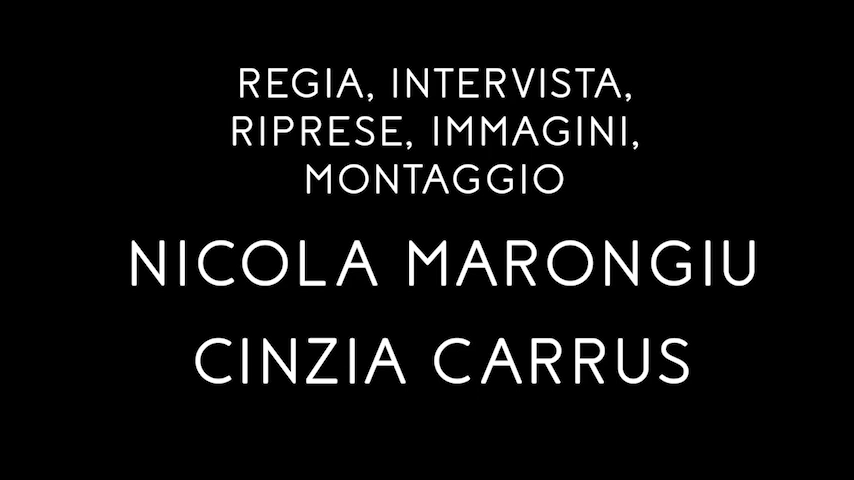 REGIA, INTERVISTA,
RIPRESE, IMMAGINI,
MONTAGGIO
NICOLA MARONGIU
CINZIA CARRUS